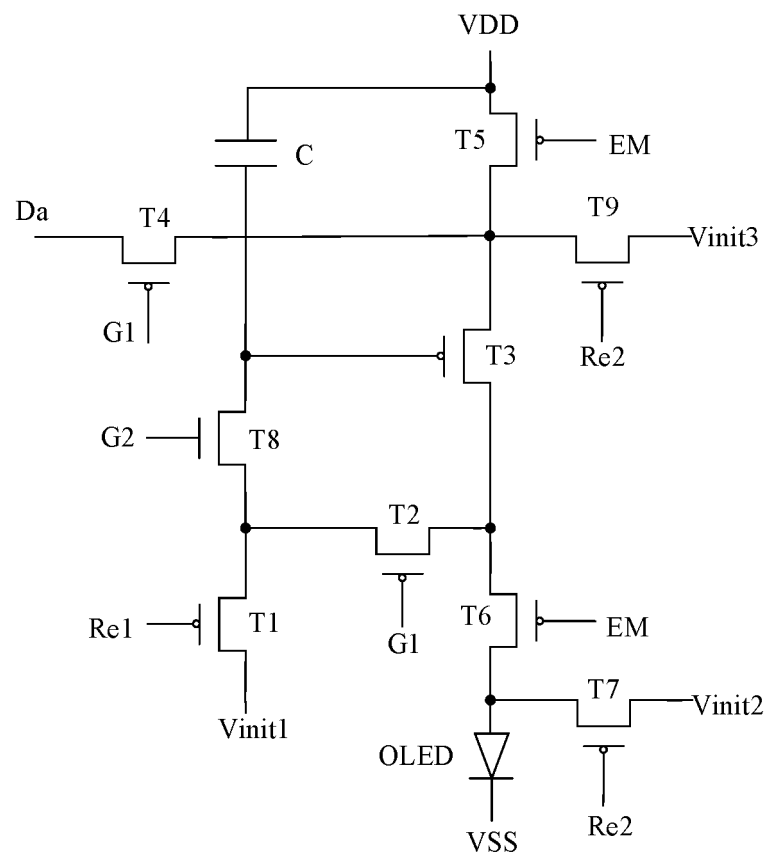 VDD
T5
EM
C
Da
T4
T9
Vinit3
G1
T3
Re2
G2
T8
T2
Re1
T1
T6
EM
G1
Vinit1
T7
Vinit2
OLED
Re2
VSS